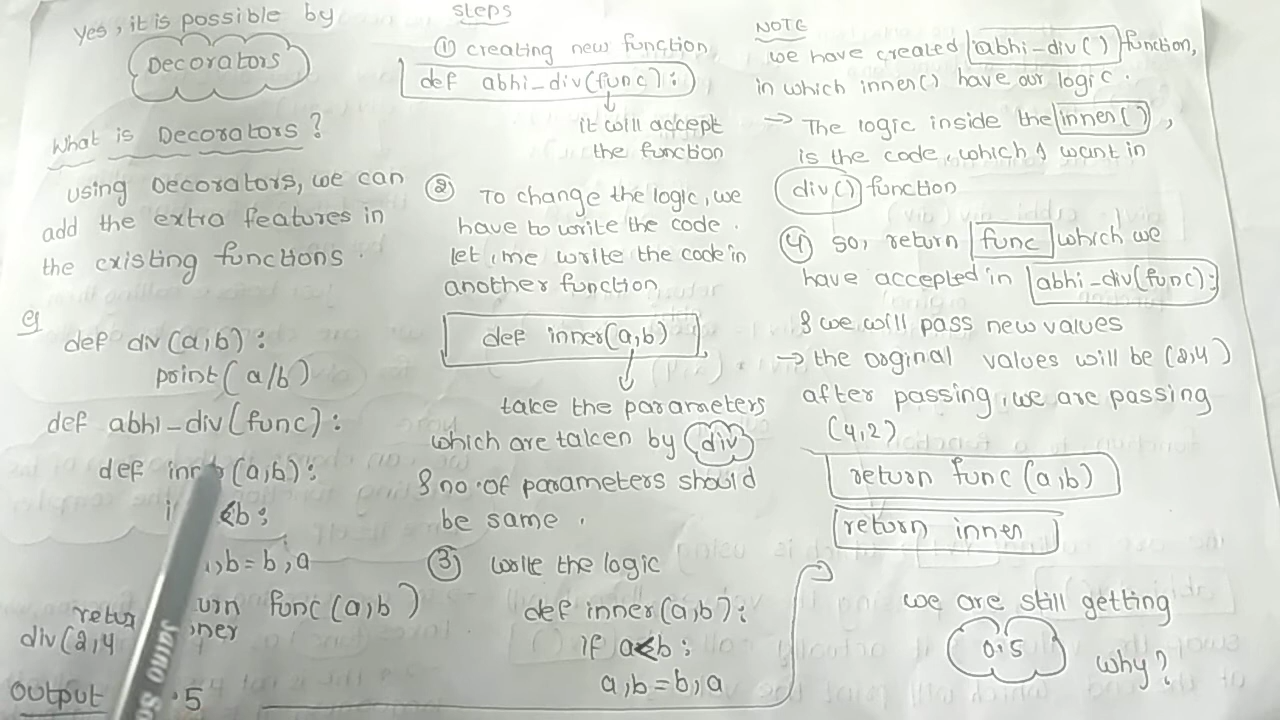 Yes, it is possible by
Decorators
What is Decorators?
using Decorators, we can
add the extra features in
the existing functions.
eg
def div(a,b):
print(a/b)
def abhi-div(func):
def inner(a,b):
<b:
,b=b,a
func(a,b)
div(2,4
output .5
steps
① creating new function
def abhi-div(func):
it will accept
the function
② To change the logic, we
have to write the code.
let, me write the code in
another function
def inner(a,b)
take the parameters
which are taken by div
& no. of parameters should
be same.
③ write the logic
def inner(a,b):
if a<b:
a,b=b,a
NOTE
we have created abhi-div() function,
in which inner() have our logic.
→ The logic inside the inner(),
is the code, which I want in
div() function
④ so, return func which we
have accepted in abhi-div(func):
& we will pass new values
→ the orginal values will be (2,4)
after passing, we are passing
(4,2)
return func(a,b)
return inner
we are still getting
0.5
why?